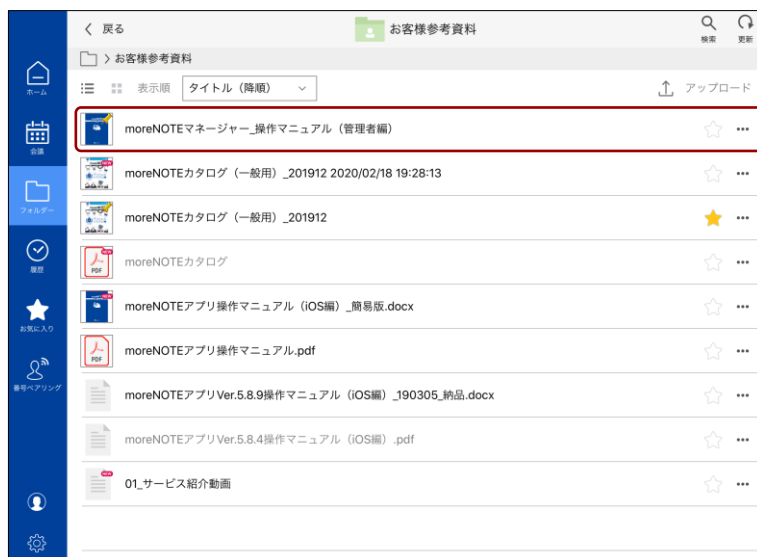 戻る
お客様参考資料
検索
更新
〉お客様参考資料
表示順
タイトル（降順）
アップロード
ホーム
会議
フォルダー
履歴
お気に入り
番号ペアリング
moreNOTEマネージャー_操作マニュアル（管理者編）
moreNOTEカタログ（一般用）_201912 2020/02/18 19:28:13
NEW
moreNOTEカタログ（一般用）_201912
moreNOTEカタログ
NEW
PDF
moreNOTEアプリ操作マニュアル（iOS編）_簡易版.docx
NEW
moreNOTEアプリ操作マニュアル.pdf
PDF
moreNOTEアプリVer.5.8.9操作マニュアル（iOS編）_190305_納品.docx
moreNOTEアプリVer.5.8.4操作マニュアル（iOS編）.pdf
01_サービス紹介動画
NEW